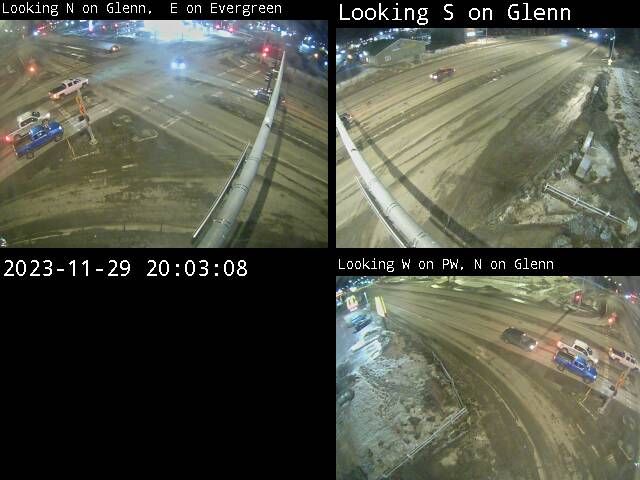 Looking N on Glenn,  E on Evergreen
Looking S on Glenn
2023-11-29 20:03:08
Looking W on PW, N on Glenn